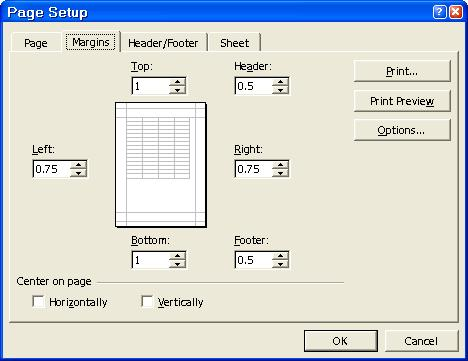 Page Setup
Page Margins Header/Footer Sheet
Top: Header:
1 0.5
Print...
Print Preview
Options...
Left: Right:
0.75 0.75
Bottom: Footer:
1 0.5
Center on page
Horizontally Vertically
OK Cancel